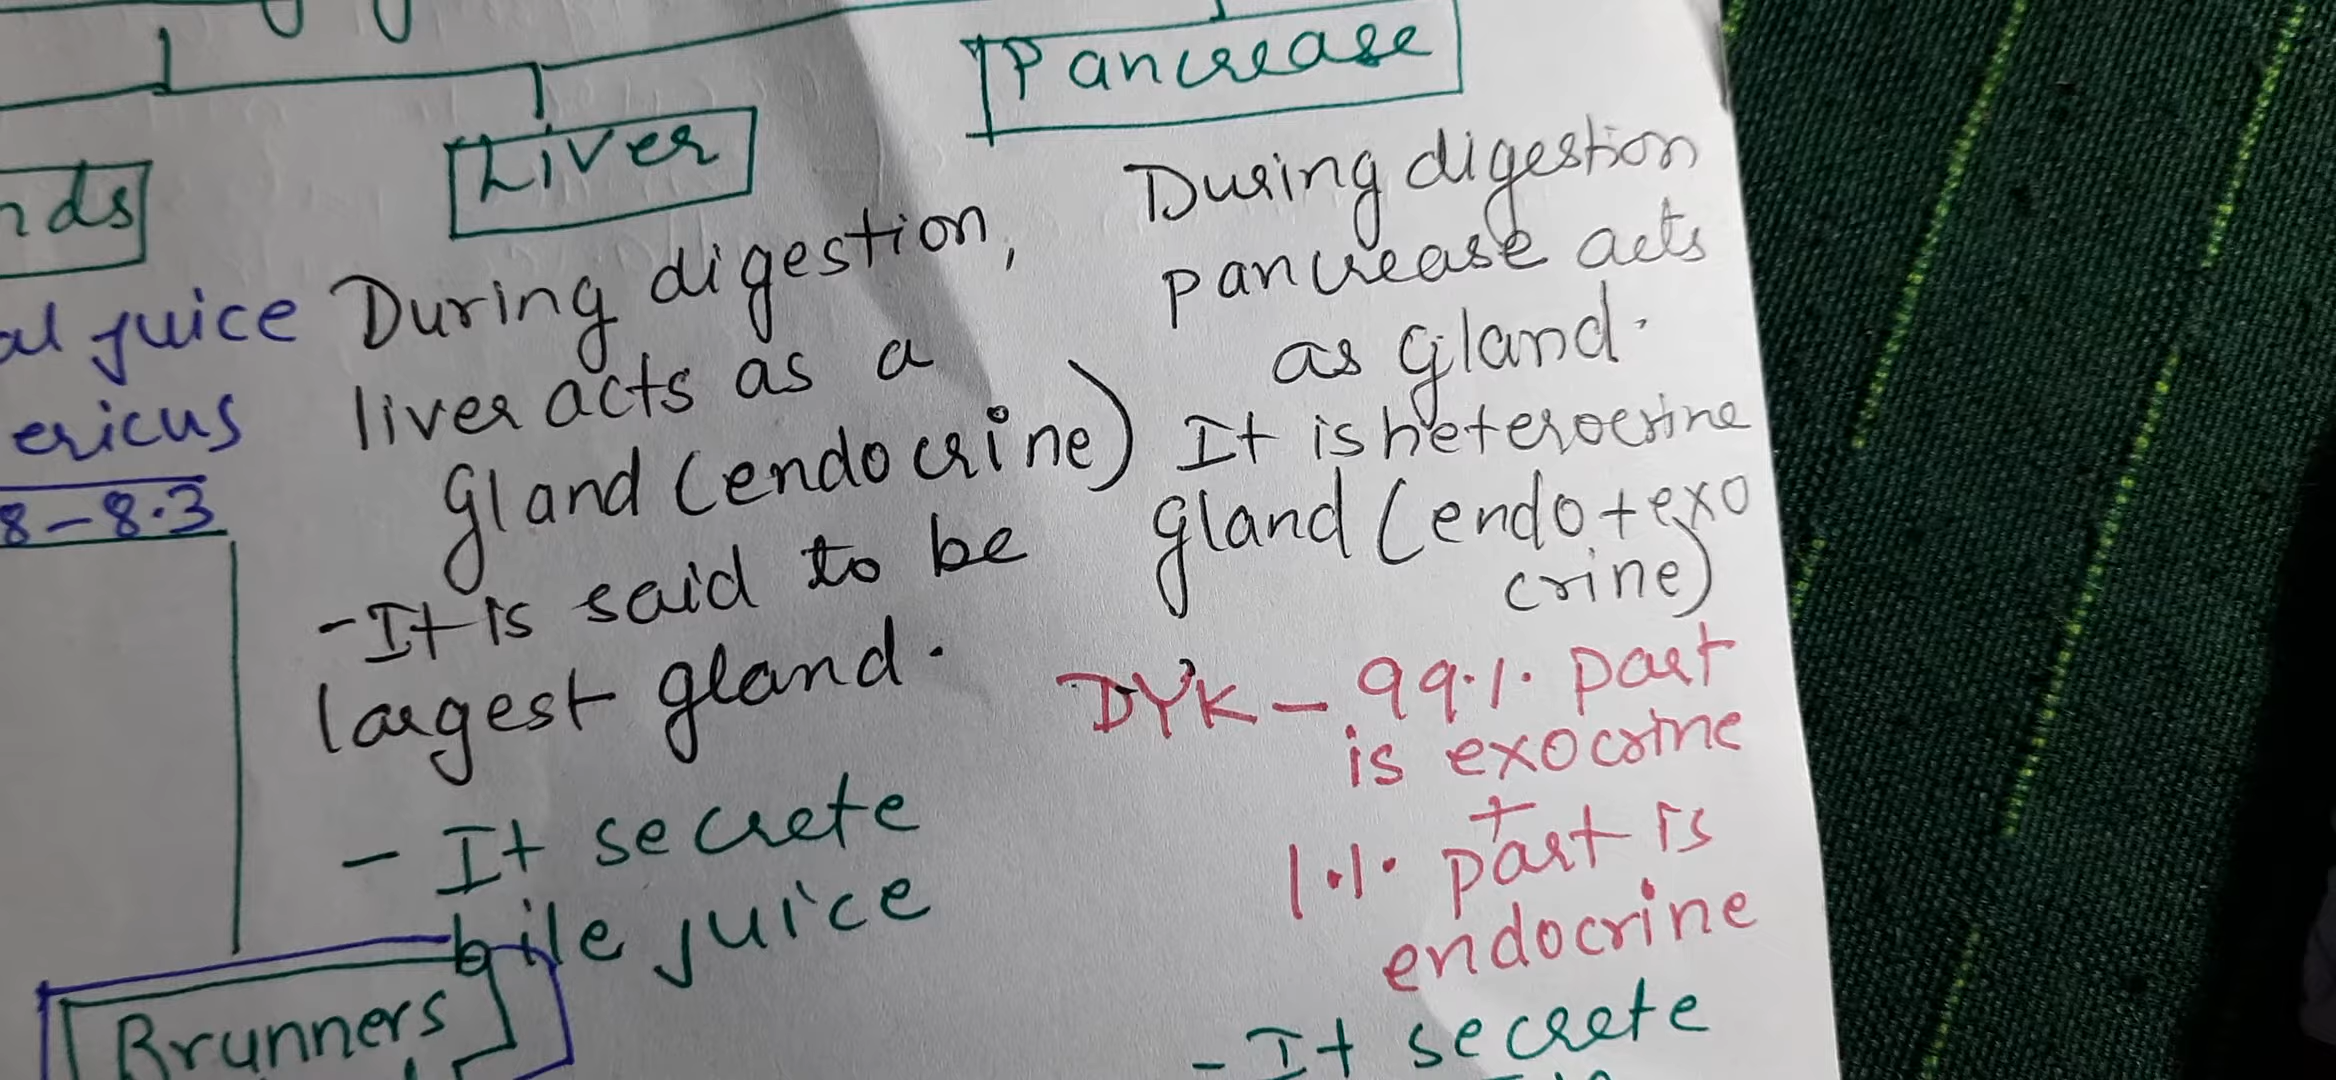 Pancrease
Liver
nds
al juice
ericus
8-8.3
During digestion,
liver acts as a
gland (endocrine)
-It is said to be
largest gland.
- It secrete
bile juice
Brunners
During digestion
pancrease acts
as gland.
It is heterocrine
gland (endo+exo
crine)
DYK - 99% part
is exocrine
+
1% part is
endocrine
- It secrete